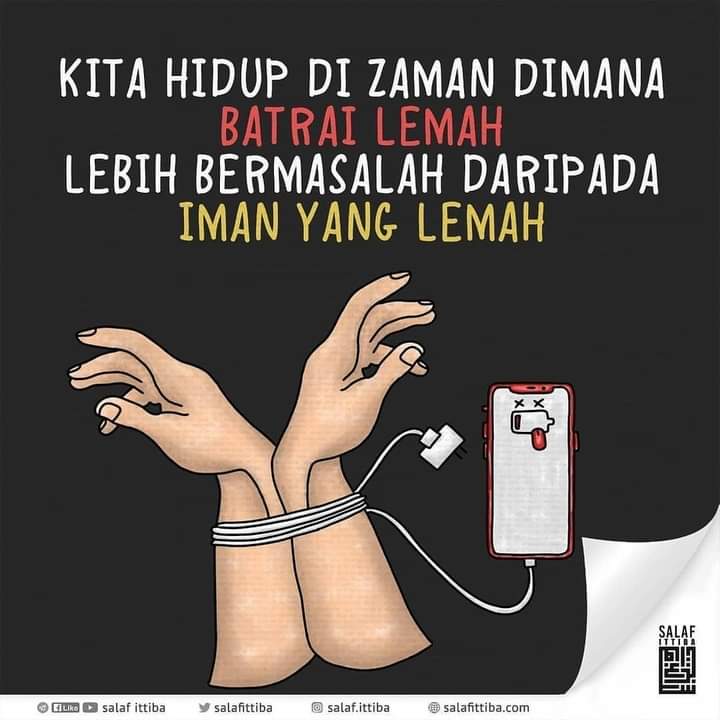 KITA HIDUP DI ZAMAN DIMANA
BATRAI LEMAH
LEBIH BERMASALAH DARIPADA
IMAN YANG LEMAH
SALAF
ITTIBA
Like salaf ittiba salafittiba salaf.ittiba salafittiba.com